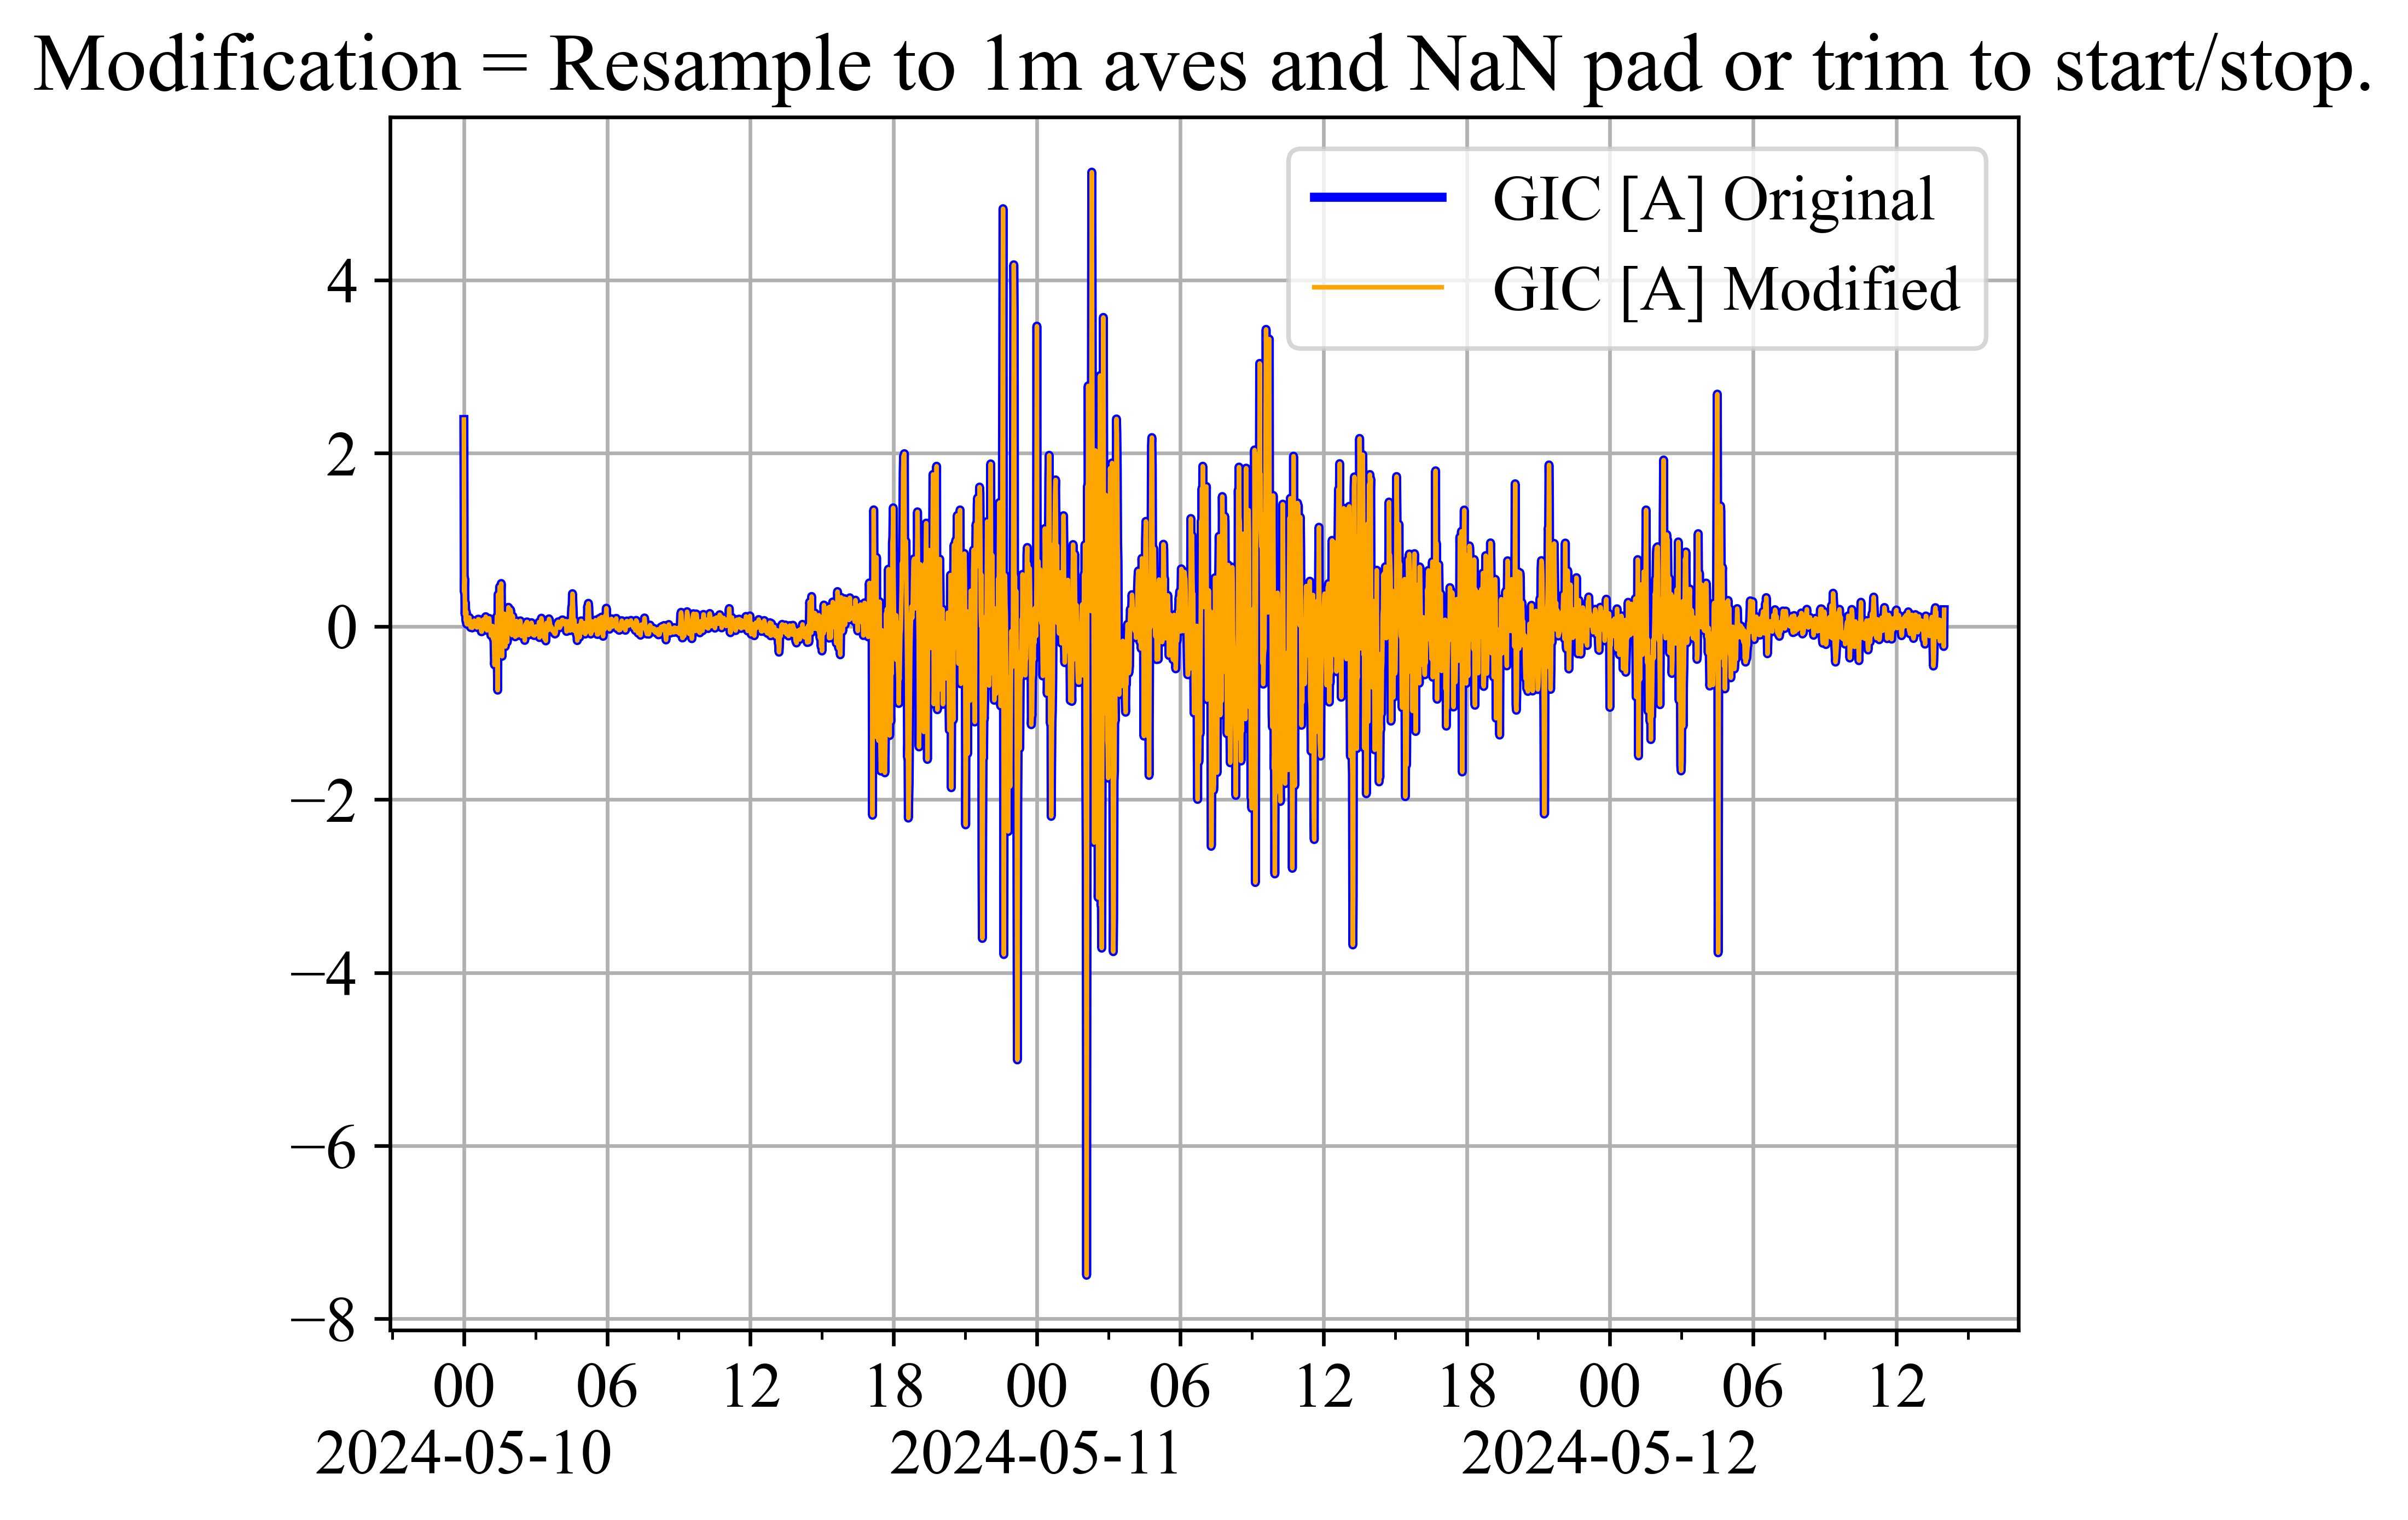 Modification = Resample to 1m aves and NaN pad or trim to start/stop.
GIC [A] Original
GIC [A] Modified
4
2
0
−2
−4
−6
−8
00 06 12 18 00 06 12 18 00 06 12
2024-05-10 2024-05-11 2024-05-12